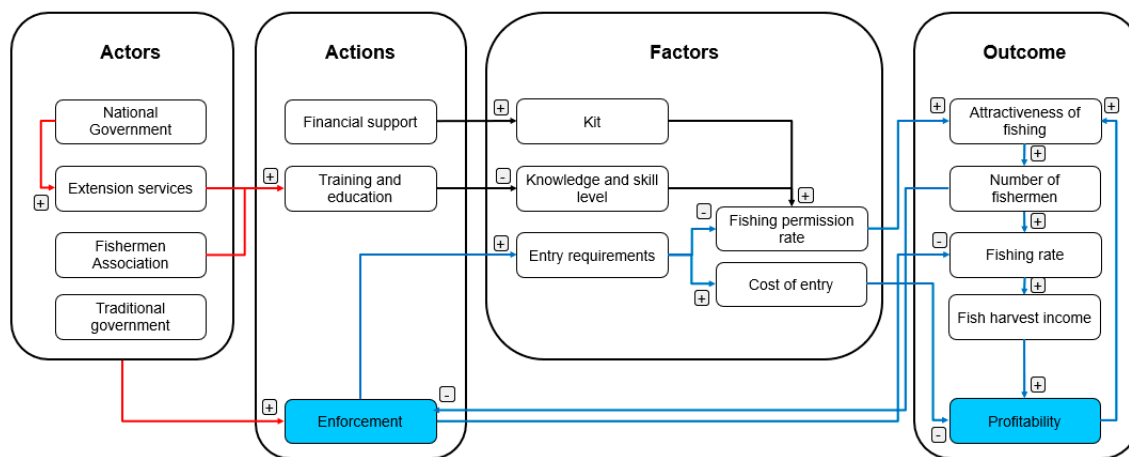 Actors
Actions
Factors
Outcome
National
Government
Extension services
Fishermen
Association
Traditional
government
+
+
+
Financial support
Training and
education
Enforcement
-
+
-
+
Kit
Knowledge and skill
level
Entry requirements
-
+
+
Fishing permission
rate
Cost of entry
+
+
Attractiveness of
fishing
+
Number of
fishermen
+
-
Fishing rate
+
Fish harvest income
+
Profitability
-